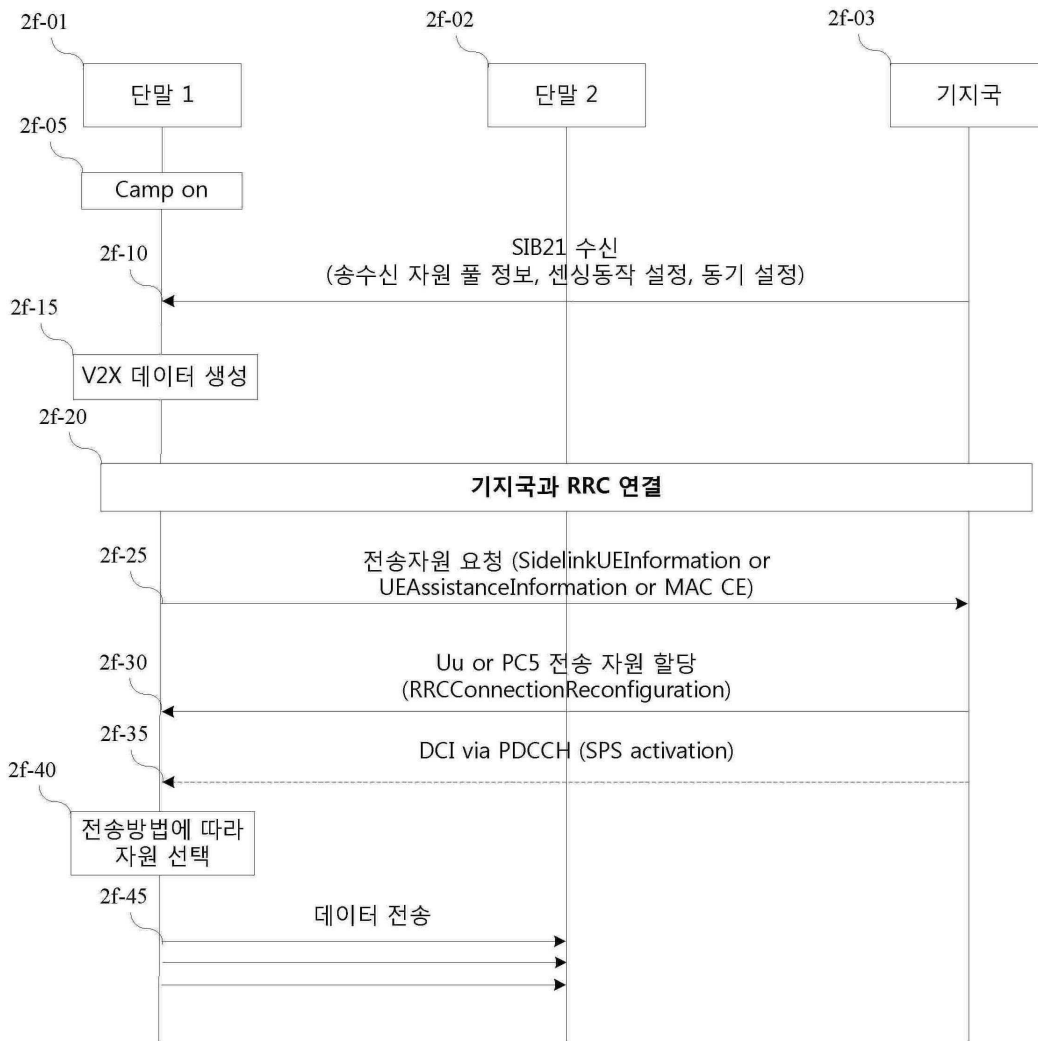 2f-01
2f-02
2f-03
단말 1
단말 2
기지국
2f-05
Camp on
2f-10
SIB21 수신
(송수신 자원 풀 정보, 센싱동작 설정, 동기 설정)
2f-15
V2X 데이터 생성
2f-20
기지국과 RRC 연결
2f-25
전송자원 요청 (SidelinkUEInformation or
UEAssistanceInformation or MAC CE)
2f-30
Uu or PC5 전송 자원 할당
(RRCConnectionReconfiguration)
2f-35
DCI via PDCCH (SPS activation)
2f-40
전송방법에 따라
자원 선택
2f-45
데이터 전송